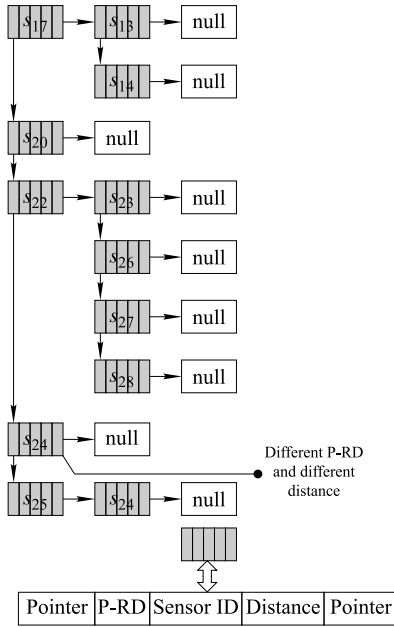 s17 s13 null
s14 null
s20 null
s22 s23 null
s26 null
s27 null
s28 null
s24 null
Different P-RD
and different
distance
s25 s24 null
Pointer P-RD Sensor ID Distance Pointer